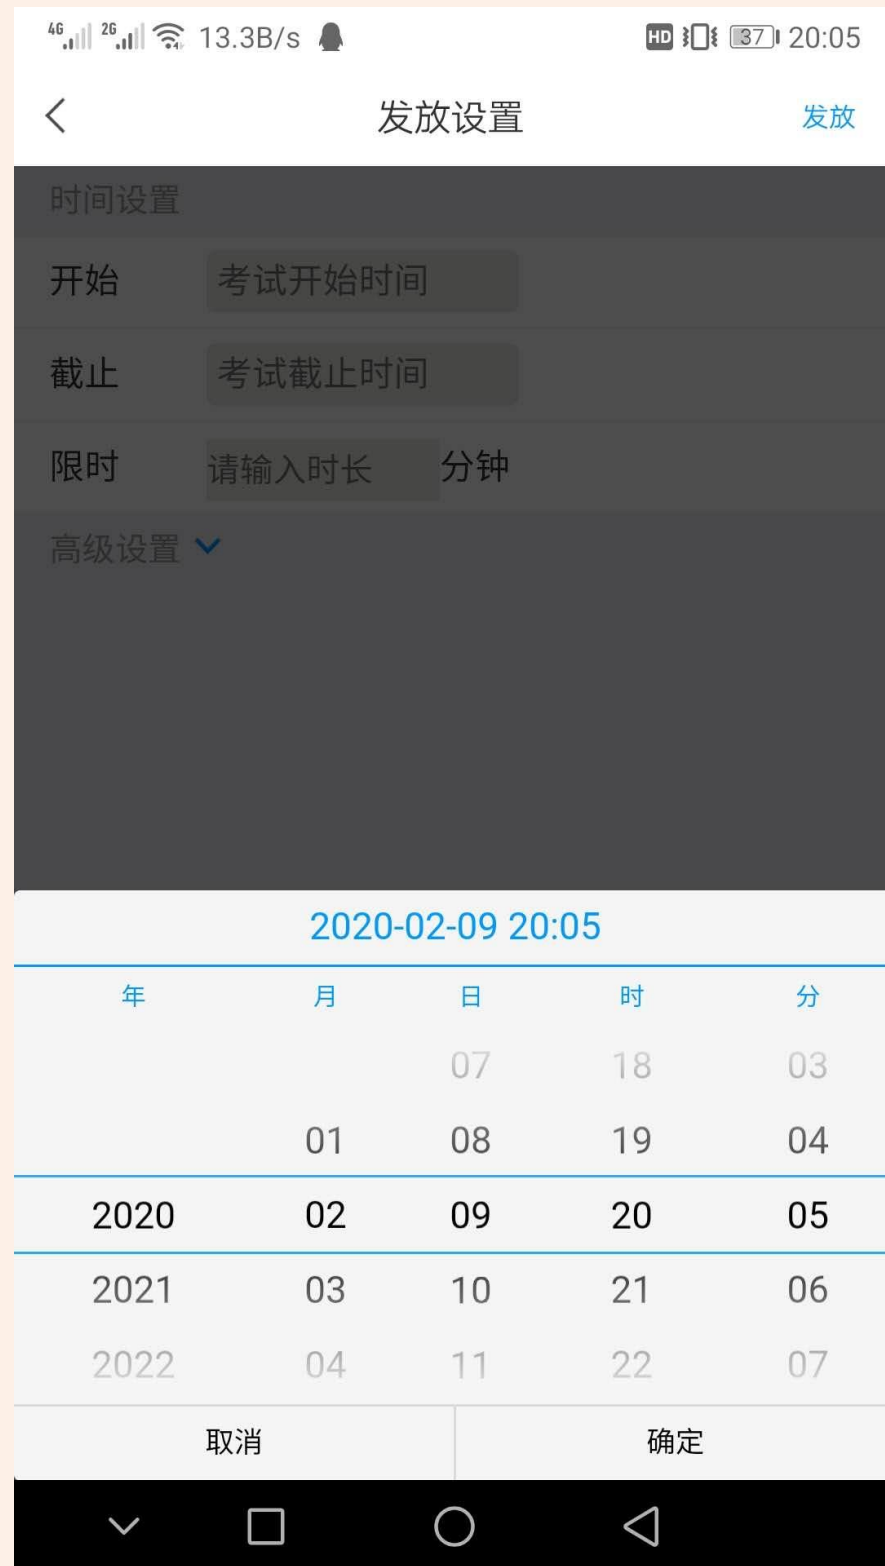 4G 2G 13.3B/s HD 37 20:05
发放设置 发放
时间设置
开始 考试开始时间
截止 考试截止时间
限时 请输入时长 分钟
高级设置
2020-02-09 20:05
年 月 日 时 分
07 18 03
01 08 19 04
2020 02 09 20 05
2021 03 10 21 06
2022 04 11 22 07
取消 确定